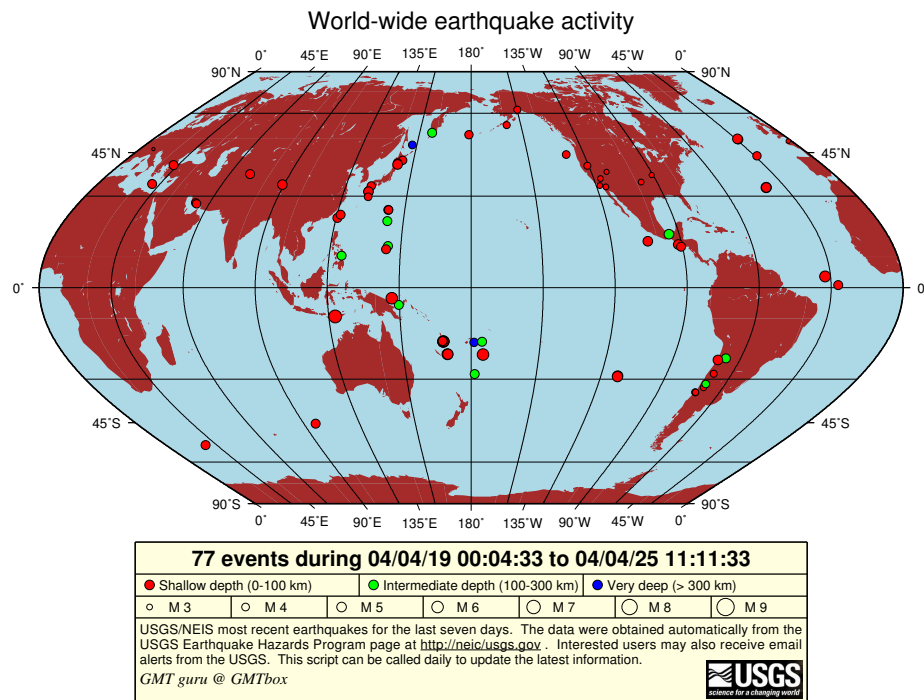 World-wide earthquake activity
0˚ 45˚E 90˚E 135˚E 180˚ 135˚W 90˚W 45˚W 0˚
90˚N 90˚N
45˚N 45˚N
0˚ 0˚
45˚S 45˚S
90˚S 90˚S
0˚ 45˚E 90˚E 135˚E 180˚ 135˚W 90˚W 45˚W 0˚
77 events during 04/04/19 00:04:33 to 04/04/25 11:11:33
Shallow depth (0-100 km) Intermediate depth (100-300 km) Very deep (> 300 km)
M 3 M 4 M 5 M 6 M 7 M 8 M 9
USGS/NEIS most recent earthquakes for the last seven days. The data were obtained automatically from the
USGS Earthquake Hazards Program page at http://neic/usgs.gov . Interested users may also receive email
alerts from the USGS. This script can be called daily to update the latest information.
GMT guru @ GMTbox
USGS
science for a changing world